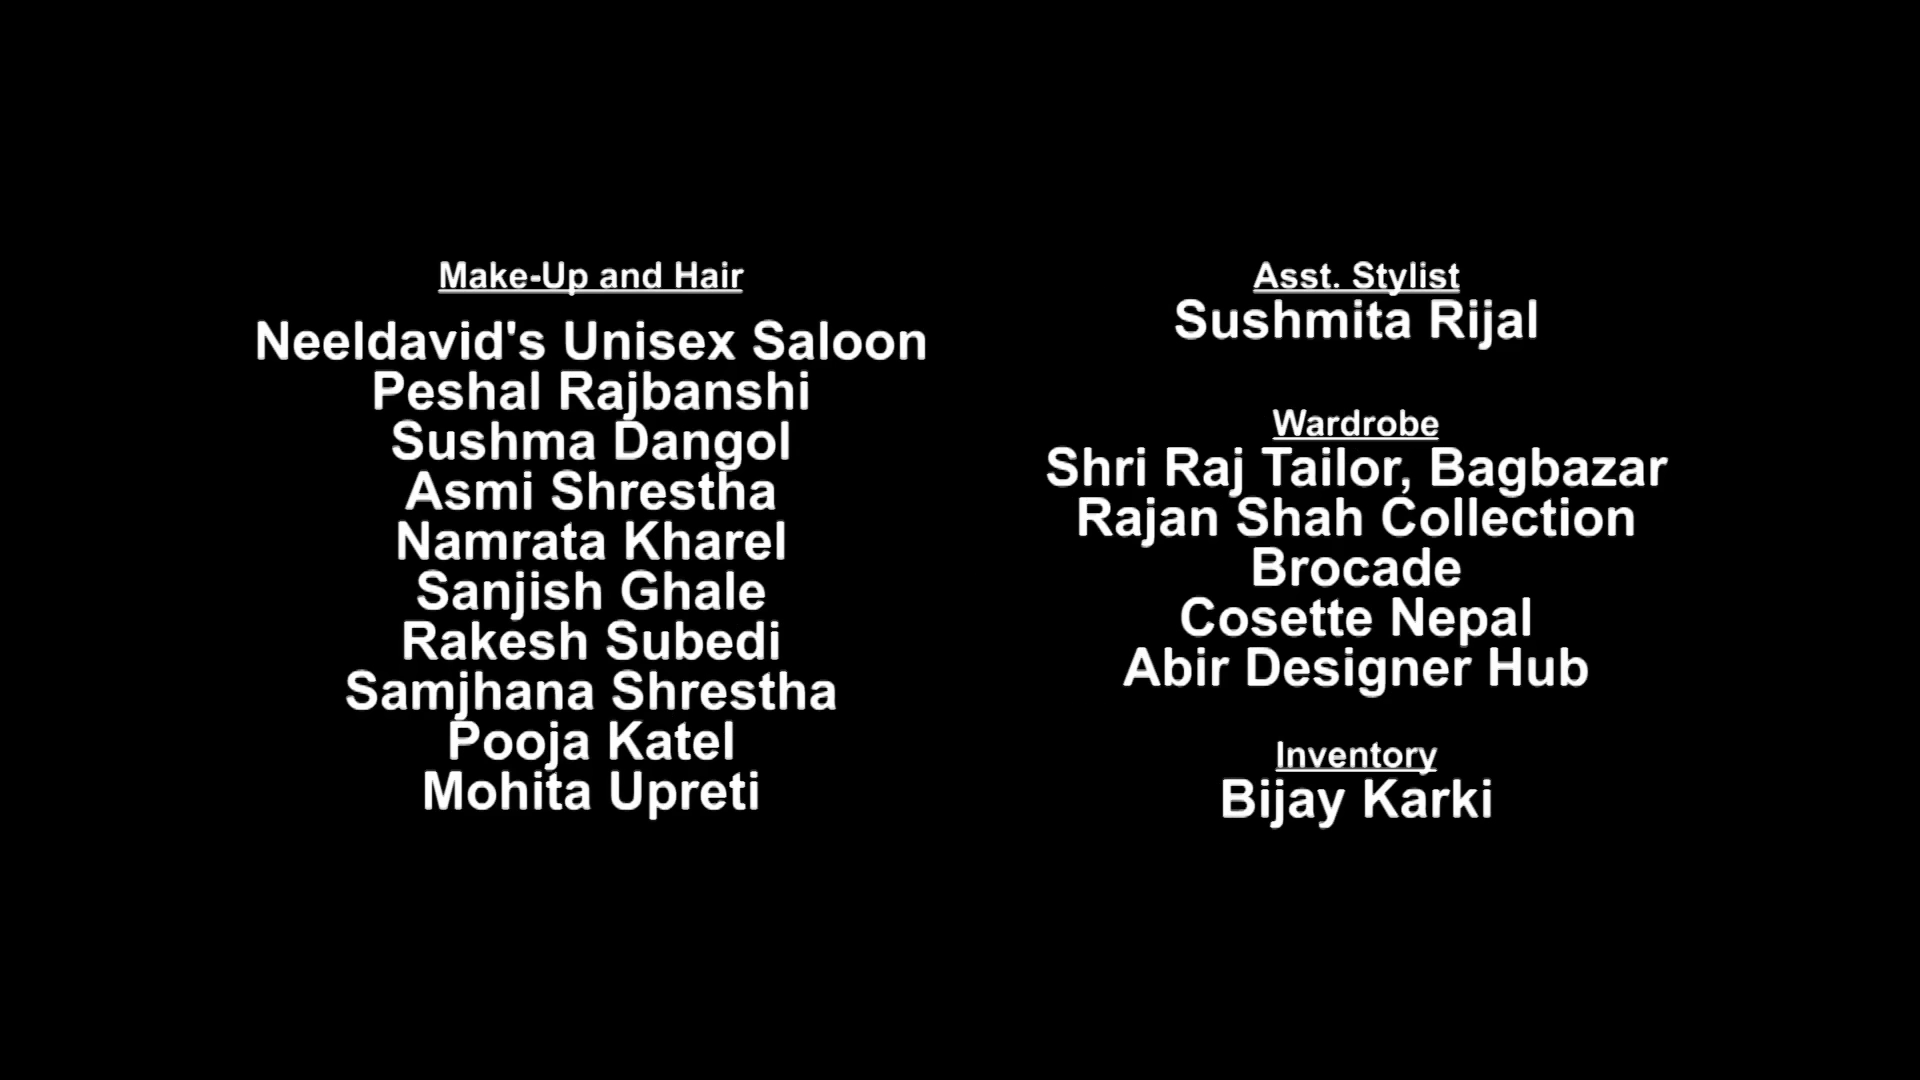 Make-Up and Hair
Neeldavid's Unisex Saloon
Peshal Rajbanshi
Sushma Dangol
Asmi Shrestha
Namrata Kharel
Sanjish Ghale
Rakesh Subedi
Samjhana Shrestha
Pooja Katel
Mohita Upreti
Asst. Stylist
Sushmita Rijal
Wardrobe
Shri Raj Tailor, Bagbazar
Rajan Shah Collection
Brocade
Cosette Nepal
Abir Designer Hub
Inventory
Bijay Karki